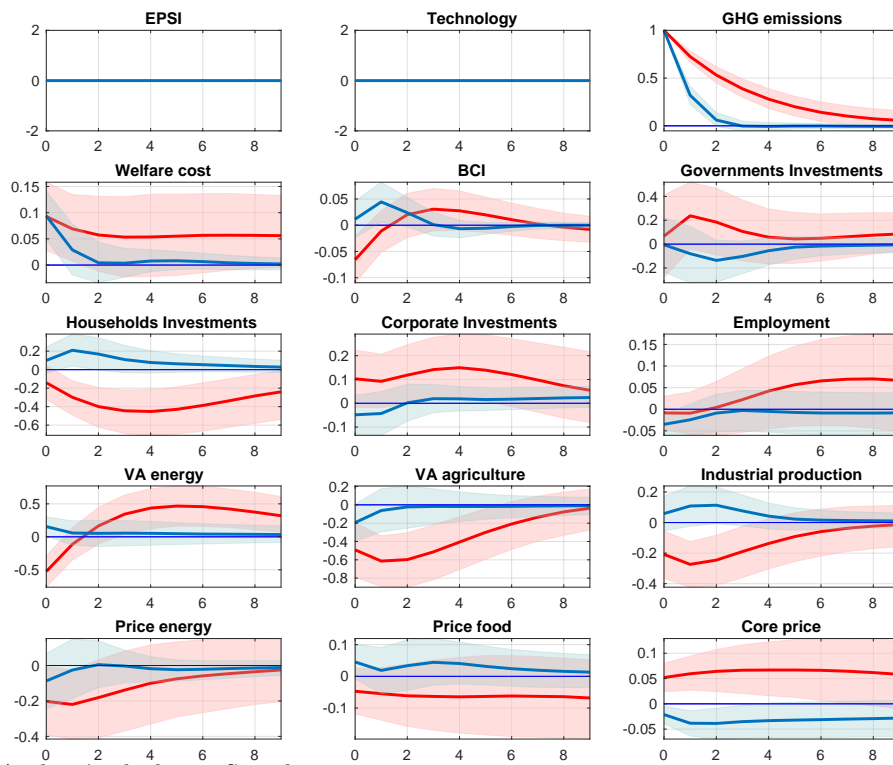 EPSI Technology GHG emissions
2 2 1
0 0 0.5
-2 -2 0
0 2 4 6 8 0 2 4 6 8 0 2 4 6 8
Welfare cost BCI Governments Investments
0.15 0.05 0.4
0.1 0 0.2
0.05 -0.05 0
0 -0.1 -0.2
0 2 4 6 8 0 2 4 6 8 0 2 4 6 8
Households Investments Corporate Investments Employment
0.2 0.2 0.15
0 0.1 0.1
-0.2 0 0.05
-0.4 -0.1 0
-0.6 -0.05
0 2 4 6 8 0 2 4 6 8 0 2 4 6 8
VA energy VA agriculture Industrial production
0.5 0.2 0.2
0 0 0
-0.5 -0.2 -0.2
-0.4 -0.4
-0.6
-0.8
0 2 4 6 8 0 2 4 6 8 0 2 4 6 8
Price energy Price food Core price
0 0.1 0.1
-0.2 0 0.05
-0.4 -0.1 0
-0.05
0 2 4 6 8 0 2 4 6 8 0 2 4 6 8